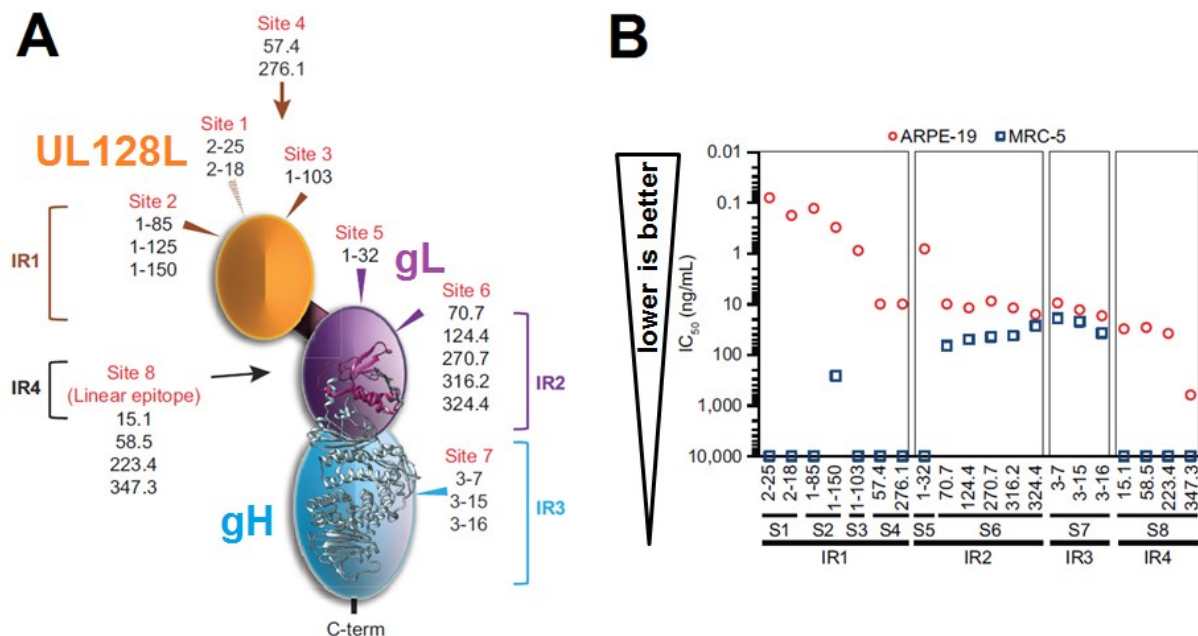 A
Site 4
57.4
276.1
Site 1
2-25
2-18
UL128L
Site 3
1-103
Site 2
1-85
1-125
1-150
IR1
Site 5
1-32
gL
Site 6
70.7
124.4
270.7
316.2
324.4
IR2
IR4
Site 8
(Linear epitope)
15.1
58.5
223.4
347.3
Site 7
3-7
3-15
3-16
IR3
gH
C-term
B
lower is better
ARPE-19 MRC-5
IC50 (ng/mL)
0.01
0.1
1
10
100
1,000
10,000
2-25 2-18 1-85 1-150 1-103 57.4 276.1 1-32 70.7 124.4 270.7 316.2 324.4 3-7 3-15 3-16 15.1 58.5 223.4 347.3
S1 S2 S3 S4 S5 S6 S7 S8
IR1 IR2 IR3 IR4